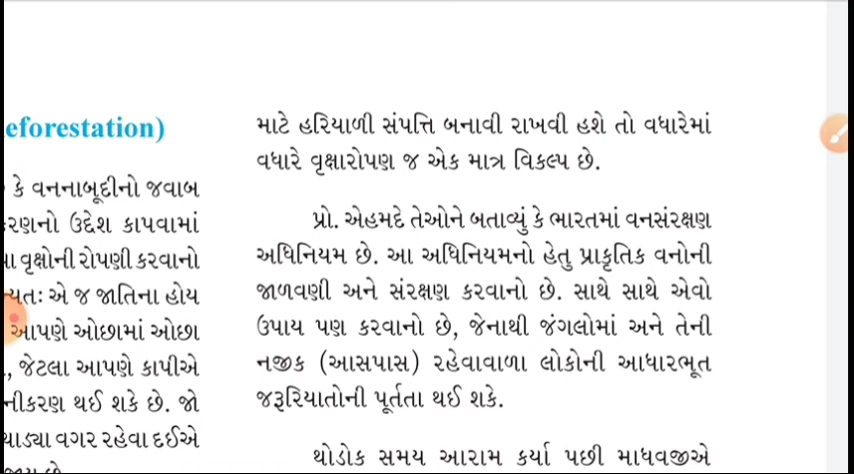 eforestation)
કે વનનાબૂદીનો જવાબ
રણનો ઉદ્દેશ કાપવામાં
વૃક્ષોની રોપણી કરવાનો
એ જ જાતિના હોય
આપણે ઓછામાં ઓછા
જેટલા આપણે કાપીએ
નીકરણ થઈ શકે છે. જો
વગર રહેવા દઈએ
માટે હરિયાળી સંપત્તિ બનાવી રાખવી હશે તો વધારેમાં
વધારે વૃક્ષારોપણ જ એક માત્ર વિકલ્પ છે.
પ્રો. એહમદે તેઓને બતાવ્યું કે ભારતમાં વનસંરક્ષણ
અધિનિયમ છે. આ અધિનિયમનો હેતુ પ્રાકૃતિક વનોની
જાળવણી અને સંરક્ષણ કરવાનો છે. સાથે સાથે એવો
ઉપાય પણ કરવાનો છે, જેનાથી જંગલોમાં અને તેની
નજીક (આસપાસ) રહેવાવાળા લોકોની આધારભૂત
જરૂરિયાતોની પૂર્તતા થઈ શકે.
થોડોક સમય આરામ કર્યા પછી માધવજીએ